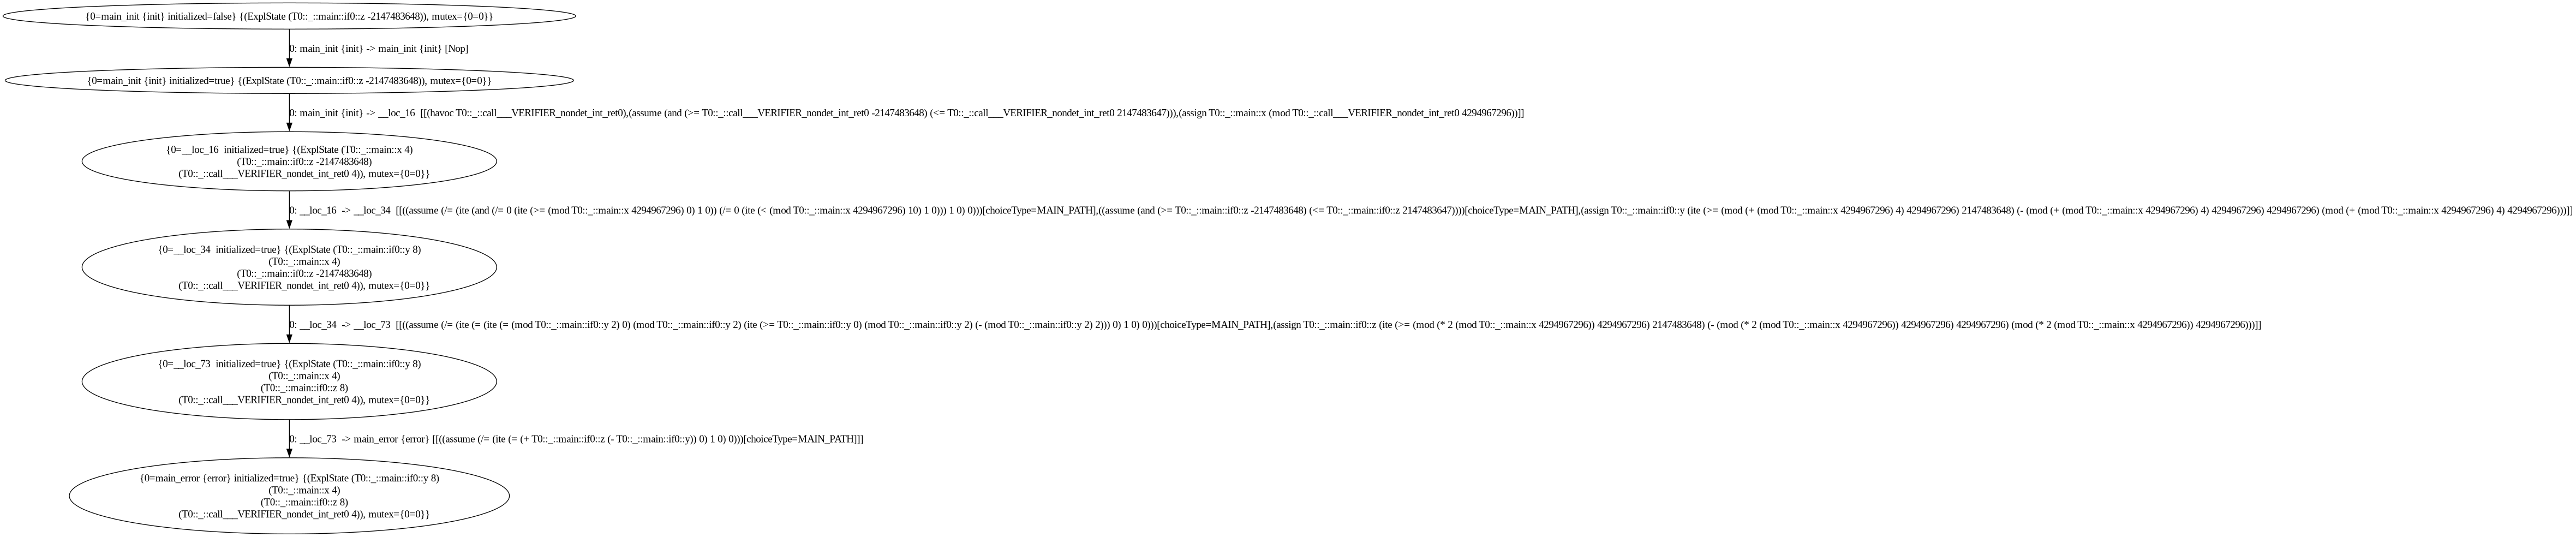 {0=main_init {init} initialized=false} {(ExplState (T0::_::main::if0::z -2147483648)), mutex={0=0}}
0: main_init {init} -> main_init {init} [Nop]
{0=main_init {init} initialized=true} {(ExplState (T0::_::main::if0::z -2147483648)), mutex={0=0}}
0: main_init {init} -> __loc_16  [[(havoc T0::_::call___VERIFIER_nondet_int_ret0),(assume (and (>= T0::_::call___VERIFIER_nondet_int_ret0 -2147483648) (<= T0::_::call___VERIFIER_nondet_int_ret0 2147483647))),(assign T0::_::main::x (mod T0::_::call___VERIFIER_nondet_int_ret0 4294967296))]]
{0=__loc_16  initialized=true} {(ExplState (T0::_::main::x 4)
(T0::_::main::if0::z -2147483648)
(T0::_::call___VERIFIER_nondet_int_ret0 4)), mutex={0=0}}
0: __loc_16  -> __loc_34  [[((assume (/= (ite (and (/= 0 (ite (>= (mod T0::_::main::x 4294967296) 0) 1 0)) (/= 0 (ite (< (mod T0::_::main::x 4294967296) 10) 1 0))) 1 0) 0)))[choiceType=MAIN_PATH],((assume (and (>= T0::_::main::if0::z -2147483648) (<= T0::_::main::if0::z 2147483647))))[choiceType=MAIN_PATH],(assign T0::_::main::if0::y (ite (>= (mod (+ (mod T0::_::main::x 4294967296) 4) 4294967296) 2147483648) (- (mod (+ (mod T0::_::main::x 4294967296) 4) 4294967296) 4294967296) (mod (+ (mod T0::_::main::x 4294967296) 4) 4294967296)))]]
{0=__loc_34  initialized=true} {(ExplState (T0::_::main::if0::y 8)
(T0::_::main::x 4)
(T0::_::main::if0::z -2147483648)
(T0::_::call___VERIFIER_nondet_int_ret0 4)), mutex={0=0}}
0: __loc_34  -> __loc_73  [[((assume (/= (ite (= (ite (= (mod T0::_::main::if0::y 2) 0) (mod T0::_::main::if0::y 2) (ite (>= T0::_::main::if0::y 0) (mod T0::_::main::if0::y 2) (- (mod T0::_::main::if0::y 2) 2))) 0) 1 0) 0)))[choiceType=MAIN_PATH],(assign T0::_::main::if0::z (ite (>= (mod (* 2 (mod T0::_::main::x 4294967296)) 4294967296) 2147483648) (- (mod (* 2 (mod T0::_::main::x 4294967296)) 4294967296) 4294967296) (mod (* 2 (mod T0::_::main::x 4294967296)) 4294967296)))]]
{0=__loc_73  initialized=true} {(ExplState (T0::_::main::if0::y 8)
(T0::_::main::x 4)
(T0::_::main::if0::z 8)
(T0::_::call___VERIFIER_nondet_int_ret0 4)), mutex={0=0}}
0: __loc_73  -> main_error {error} [[((assume (/= (ite (= (+ T0::_::main::if0::z (- T0::_::main::if0::y)) 0) 1 0) 0)))[choiceType=MAIN_PATH]]]
{0=main_error {error} initialized=true} {(ExplState (T0::_::main::if0::y 8)
(T0::_::main::x 4)
(T0::_::main::if0::z 8)
(T0::_::call___VERIFIER_nondet_int_ret0 4)), mutex={0=0}}